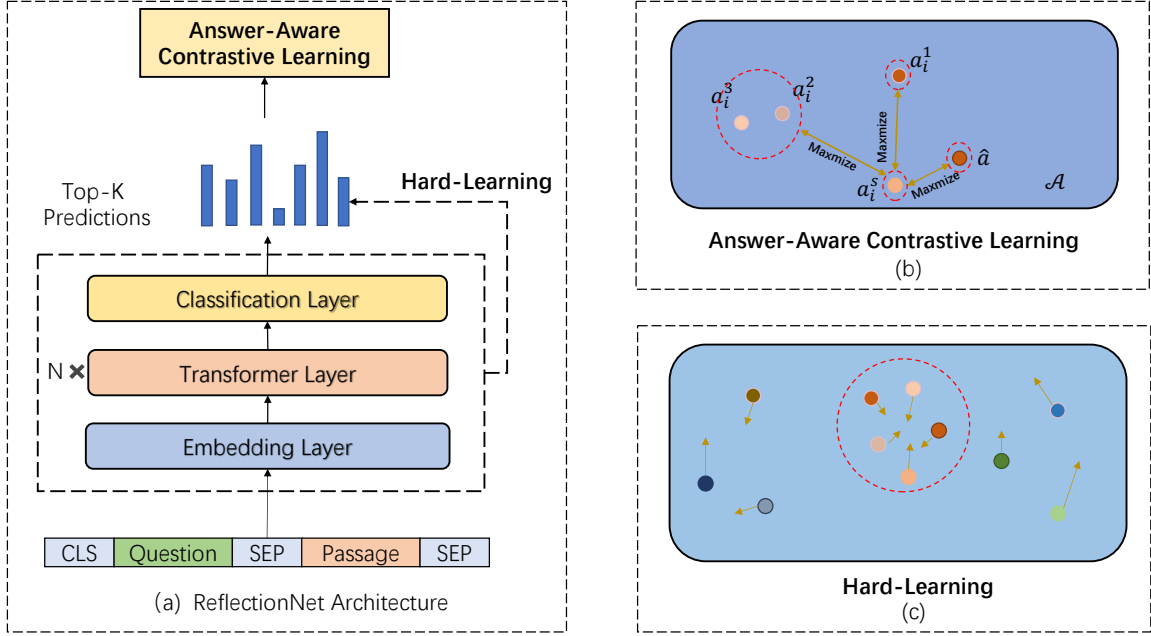 Answer-Aware
Contrastive Learning
Top-K
Predictions
Hard-Learning
Classification Layer
N ×
Transformer Layer
Embedding Layer
CLS Question SEP Passage SEP
(a) ReflectionNet Architecture
a_i^1
a_i^3
a_i^2
Maxmize
Maxmize
Maxmize
â
a_i^s
𝒜
Answer-Aware Contrastive Learning
(b)
Hard-Learning
(c)